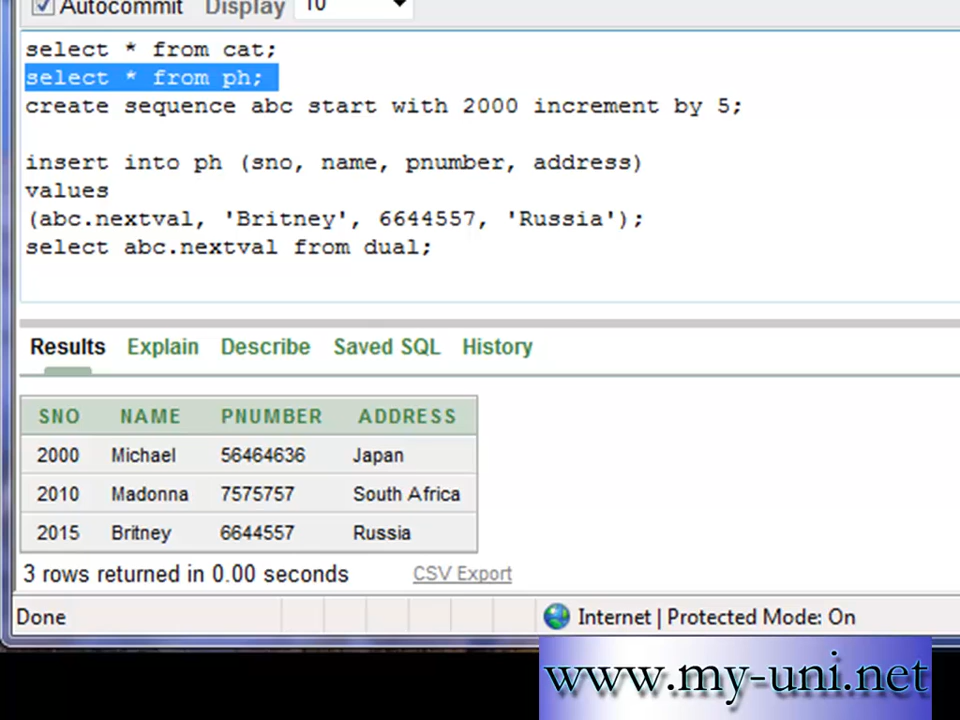 Autocommit Display 10
select * from cat;
select * from ph;
create sequence abc start with 2000 increment by 5;
insert into ph (sno, name, pnumber, address)
values
(abc.nextval, 'Britney', 6644557, 'Russia');
select abc.nextval from dual;
Results Explain Describe Saved SQL History
SNO NAME PNUMBER ADDRESS
2000 Michael 56464636 Japan
2010 Madonna 7575757 South Africa
2015 Britney 6644557 Russia
3 rows returned in 0.00 seconds CSV Export
Done Internet | Protected Mode: On
www.my-uni.net